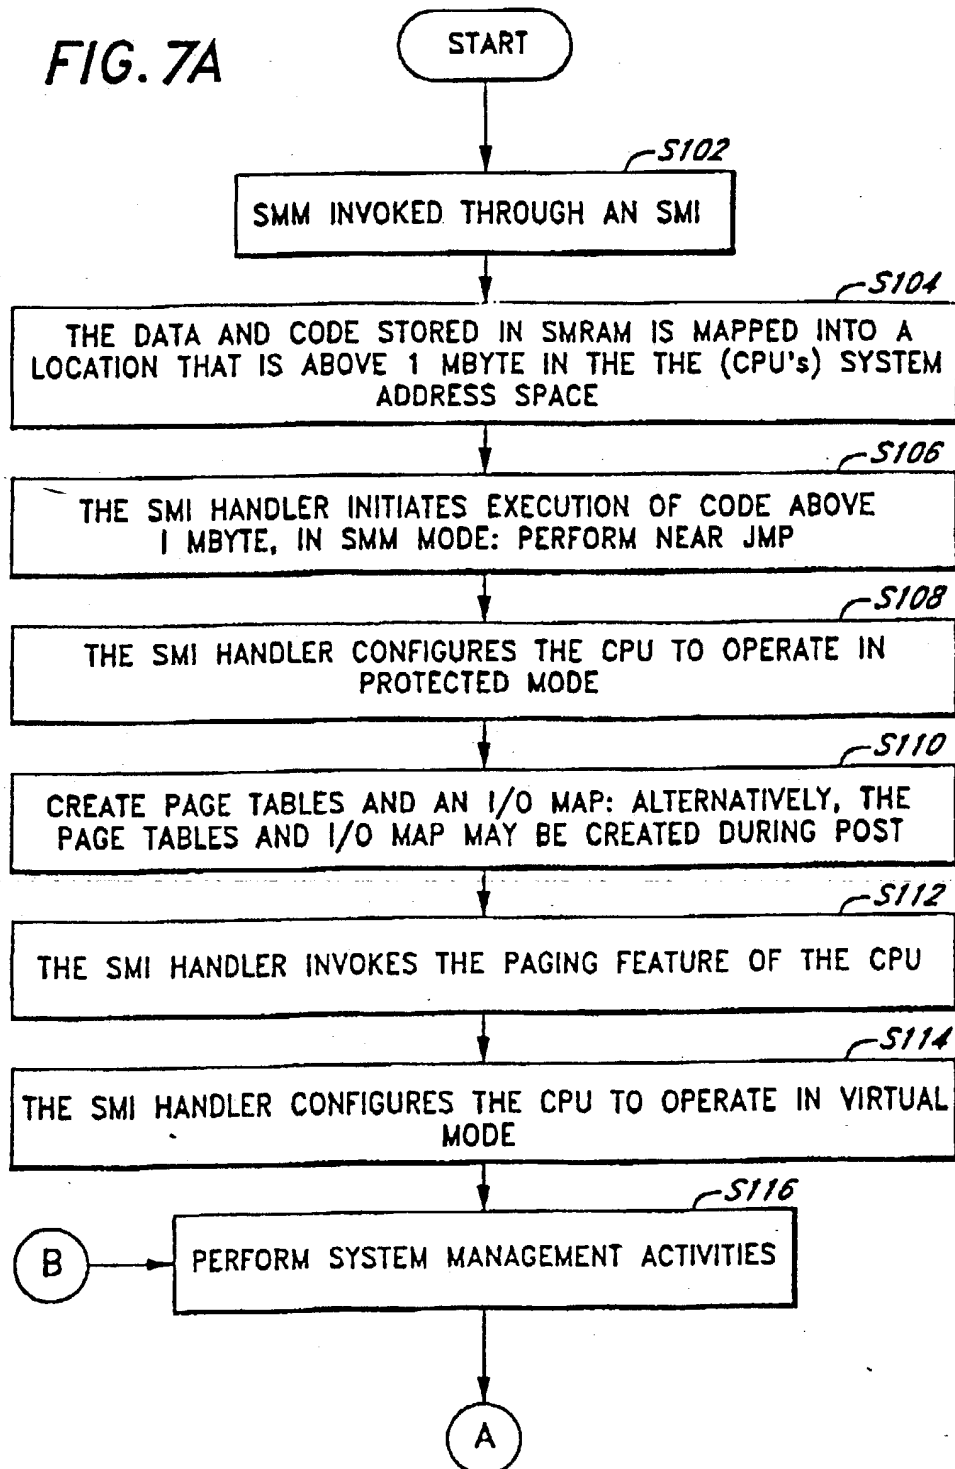 FIG. 7A
START
S102
SMM INVOKED THROUGH AN SMI
S104
THE DATA AND CODE STORED IN SMRAM IS MAPPED INTO A
LOCATION THAT IS ABOVE 1 MBYTE IN THE THE (CPU's) SYSTEM
ADDRESS SPACE
S106
THE SMI HANDLER INITIATES EXECUTION OF CODE ABOVE
1 MBYTE, IN SMM MODE: PERFORM NEAR JMP
S108
THE SMI HANDLER CONFIGURES THE CPU TO OPERATE IN
PROTECTED MODE
S110
CREATE PAGE TABLES AND AN I/O MAP: ALTERNATIVELY, THE
PAGE TABLES AND I/O MAP MAY BE CREATED DURING POST
S112
THE SMI HANDLER INVOKES THE PAGING FEATURE OF THE CPU
S114
THE SMI HANDLER CONFIGURES THE CPU TO OPERATE IN VIRTUAL
MODE
S116
B
PERFORM SYSTEM MANAGEMENT ACTIVITIES
A